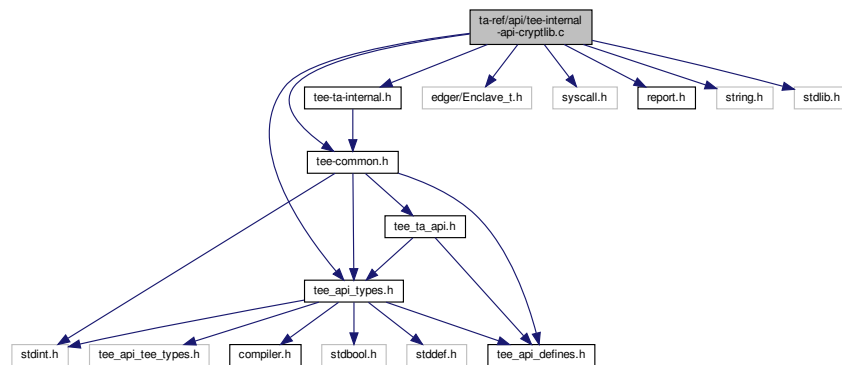 ta-ref/api/tee-internal
-api-cryptlib.c
tee-ta-internal.h
edger/Enclave_t.h
syscall.h
report.h
string.h
stdlib.h
tee-common.h
tee_ta_api.h
tee_api_types.h
stdint.h
tee_api_tee_types.h
compiler.h
stdbool.h
stddef.h
tee_api_defines.h